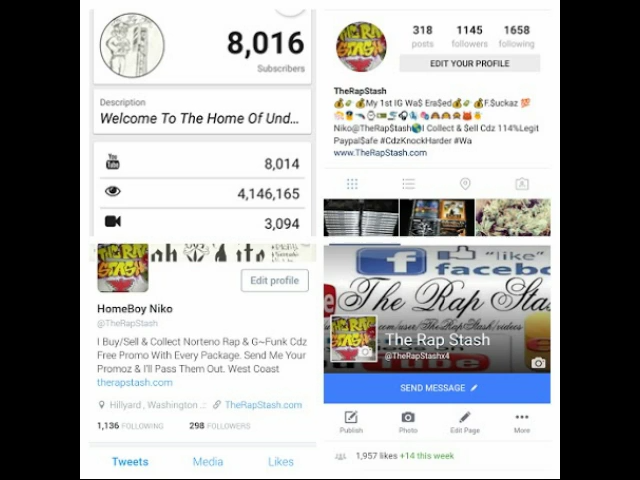 8,016
Subscribers
Description
Welcome To The Home Of Und...
You Tube
8,014
4,146,165
3,094
318
posts
1145
followers
1658
following
EDIT YOUR PROFILE
TheRapStash
💰💸💰My 1st IG Wa$ Era$ed💰💸💰F.$uckaz 💯
Niko@TheRap$tash🌎I Collect & $ell Cdz 114%Legit
Paypal$afe #CdzKnockHarder #Wa
www.TheRapStash.com
Edit profile
HomeBoy Niko
@TheRapStash
I Buy/Sell & Collect Norteno Rap & G~Funk Cdz
Free Promo With Every Package. Send Me Your
Promoz & I'll Pass Them Out. West Coast
therapstash.com
Hillyard , Washington .::
TheRapStash.com
1,136 FOLLOWING
298 FOLLOWERS
Tweets
Media
Likes
"like"
facebo
The Rap Stas
The Rap Stash
@TheRapStashx4
SEND MESSAGE
Publish
Photo
Edit Page
More
1,957 likes +14 this week